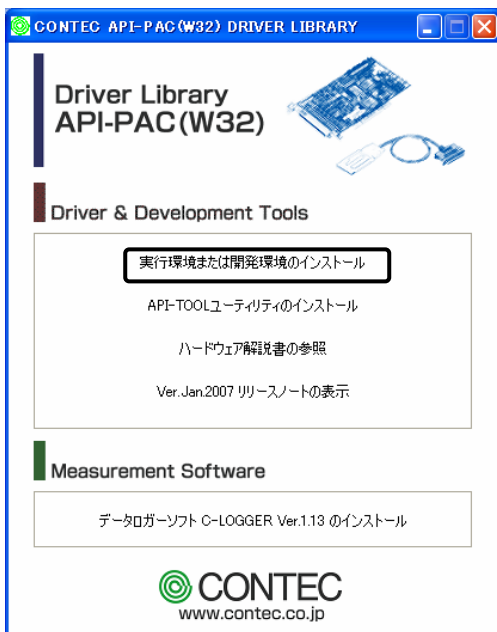 CONTEC API-PAC(W32) DRIVER LIBRARY
Driver Library
API-PAC(W32)
Driver & Development Tools
実行環境または開発環境のインストール
API-TOOLユーティリティのインストール
ハードウェア解説書の参照
Ver.Jan.2007 リリースノートの表示
Measurement Software
データロガーソフト C-LOGGER Ver.1.13 のインストール
CONTEC
www.contec.co.jp